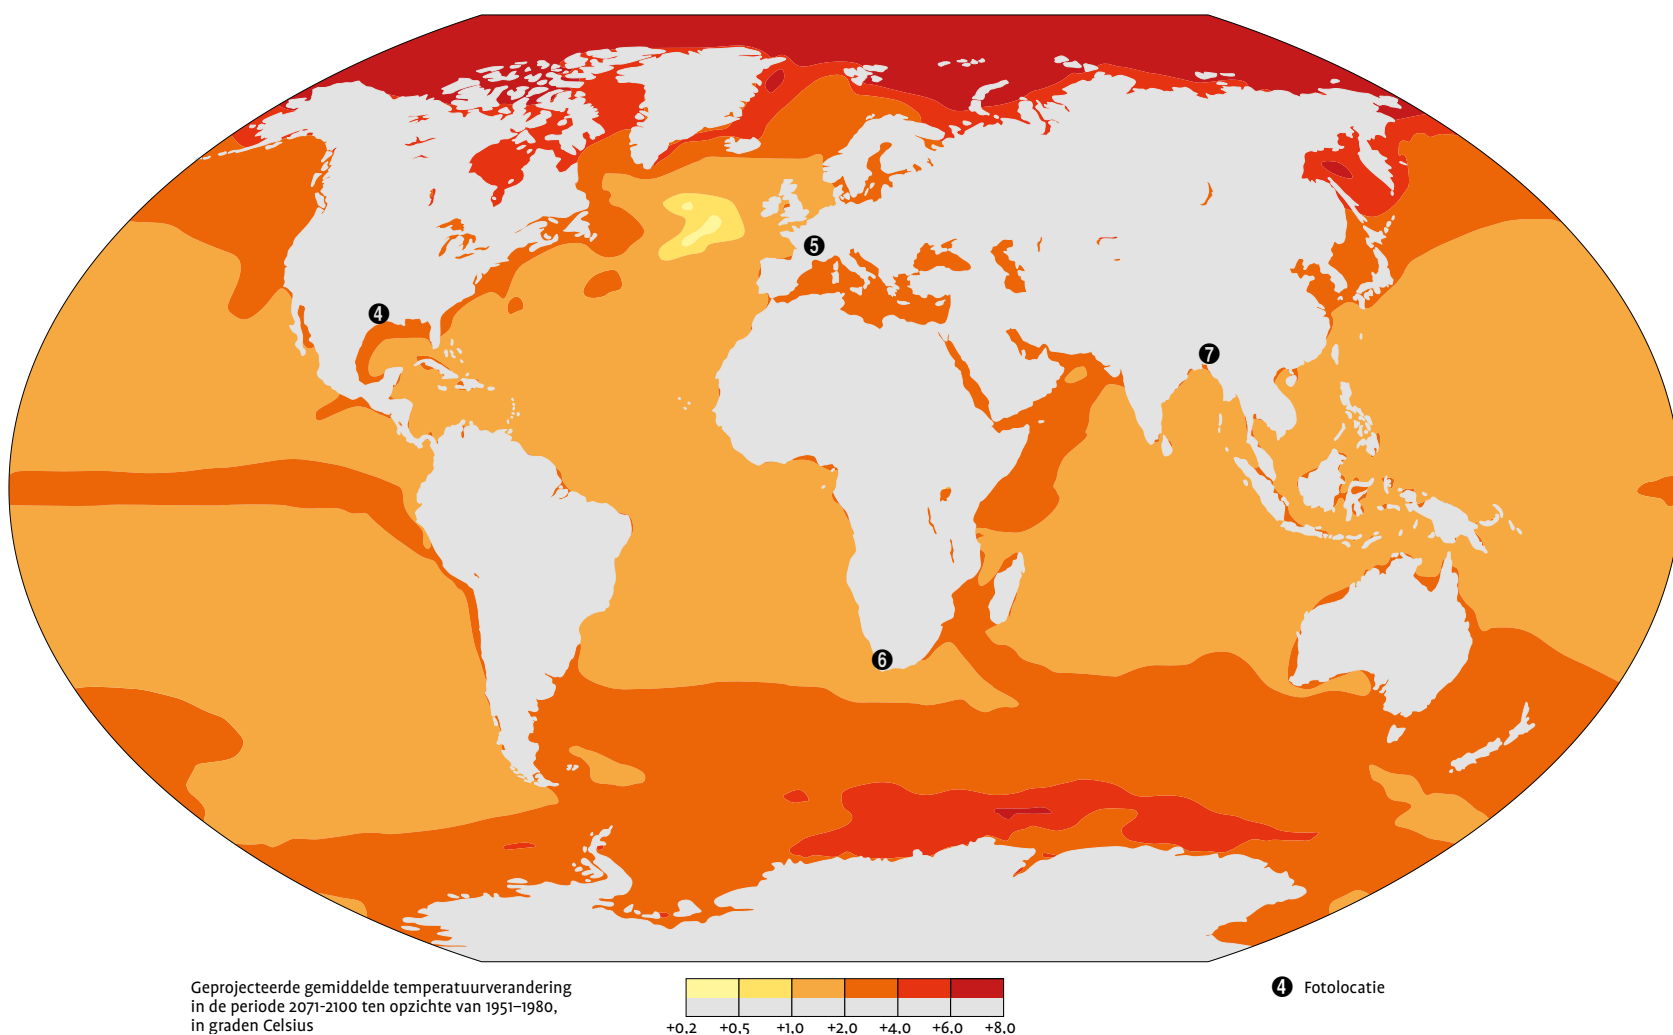 5
4
7
6
Geprojecteerde gemiddelde temperatuurverandering
in de periode 2071-2100 ten opzichte van 1951–1980,
in graden Celsius
+0,2 +0,5 +1,0 +2,0 +4,0 +6,0 +8,0
4 Fotolocatie